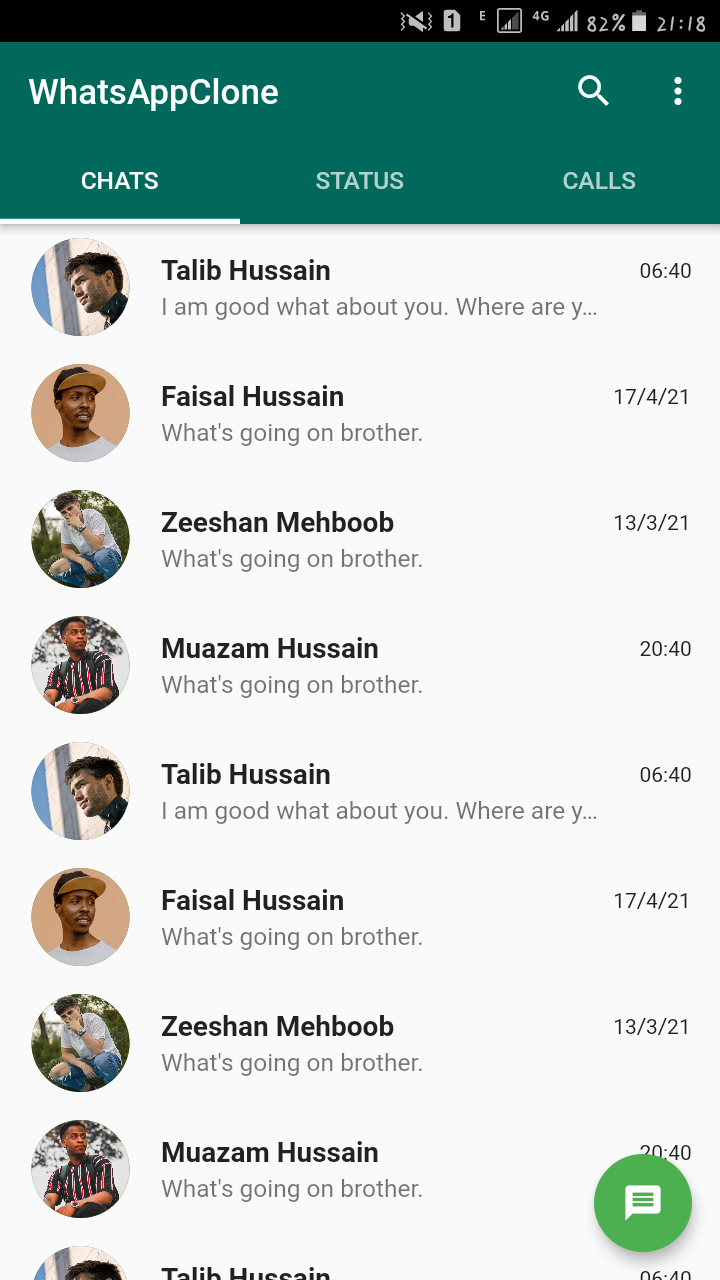 1 E 4G 82% 21:18
WhatsAppClone
CHATS STATUS CALLS
Talib Hussain 06:40
I am good what about you. Where are y…
Faisal Hussain 17/4/21
What's going on brother.
Zeeshan Mehboob 13/3/21
What's going on brother.
Muazam Hussain 20:40
What's going on brother.
Talib Hussain 06:40
I am good what about you. Where are y…
Faisal Hussain 17/4/21
What's going on brother.
Zeeshan Mehboob 13/3/21
What's going on brother.
Muazam Hussain 20:40
What's going on brother.
Talib Hussain 06:40